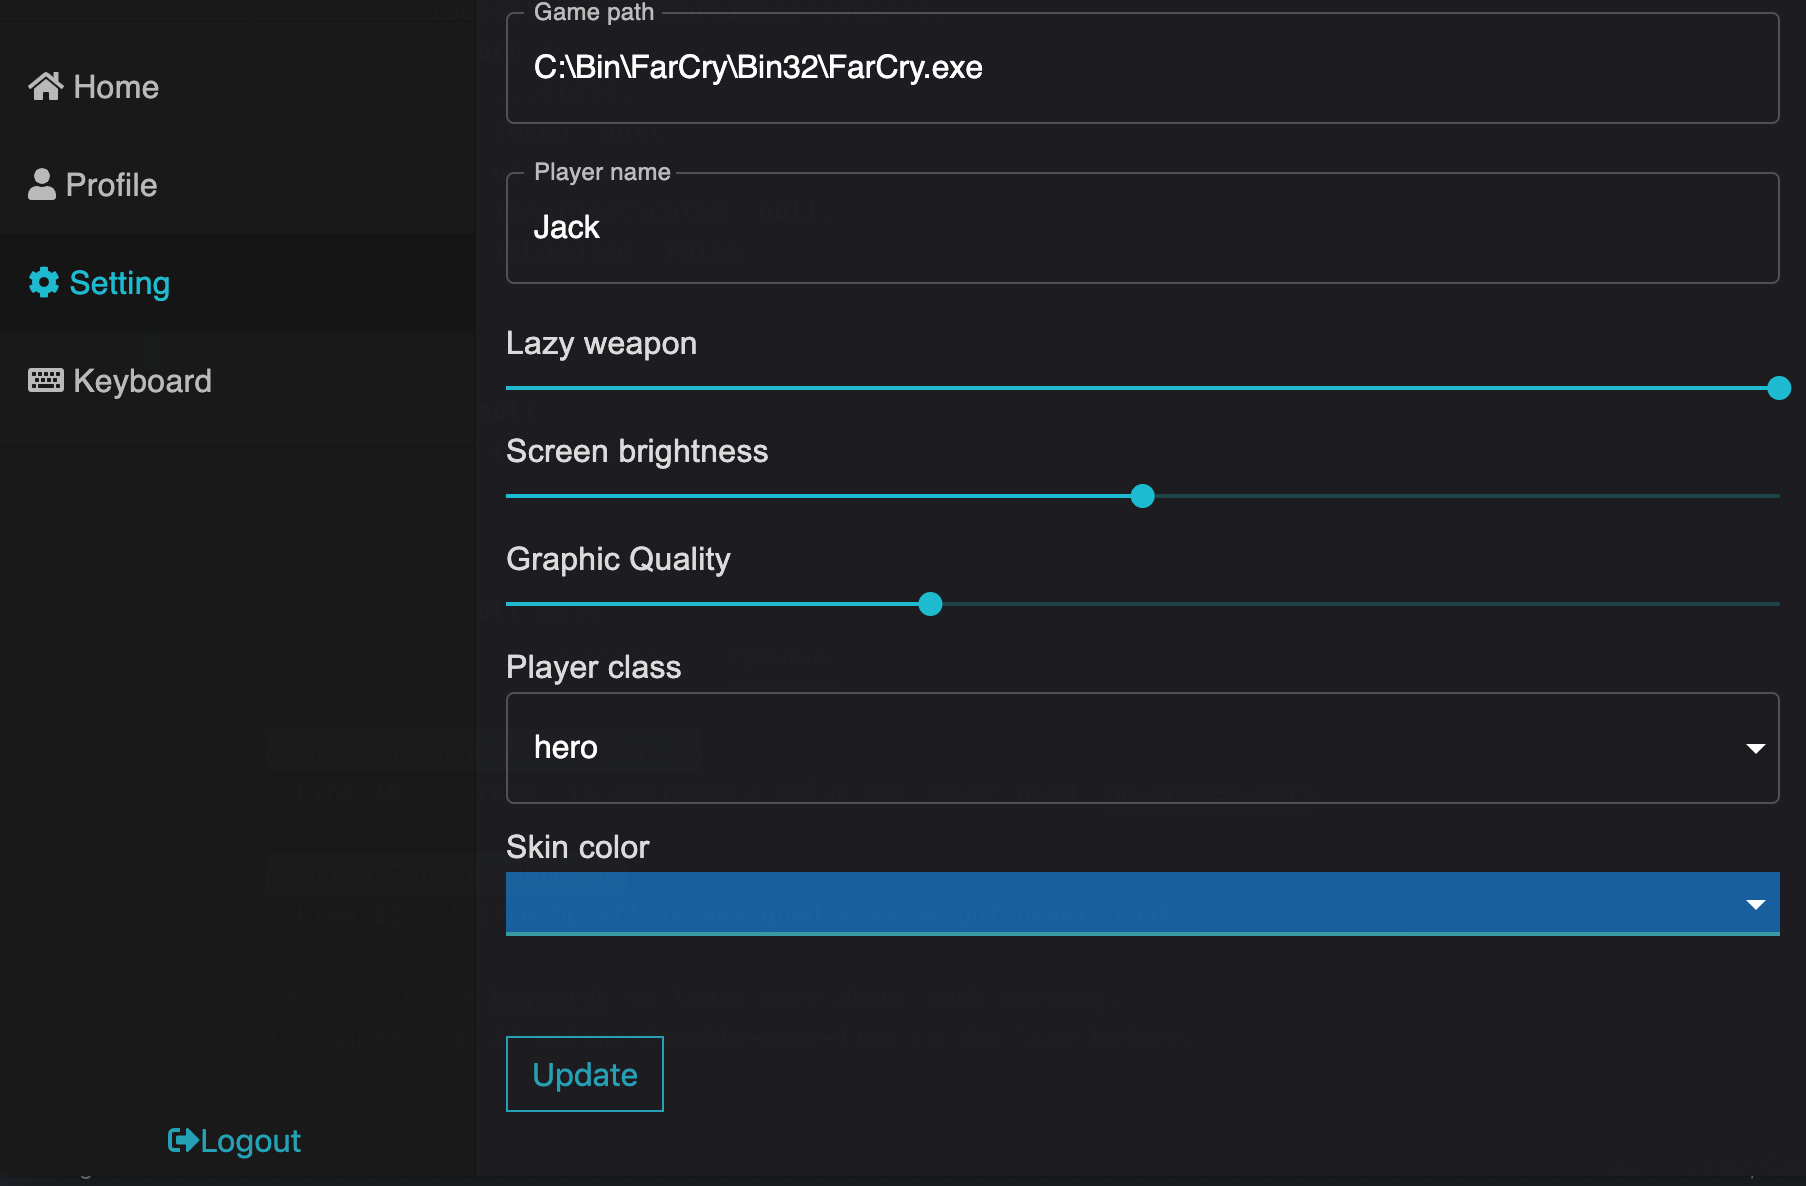 Home
Profile
Setting
Keyboard
Logout
Game path
C:\Bin\FarCry\Bin32\FarCry.exe
Player name
Jack
Lazy weapon
Screen brightness
Graphic Quality
Player class
hero
Skin color
Update